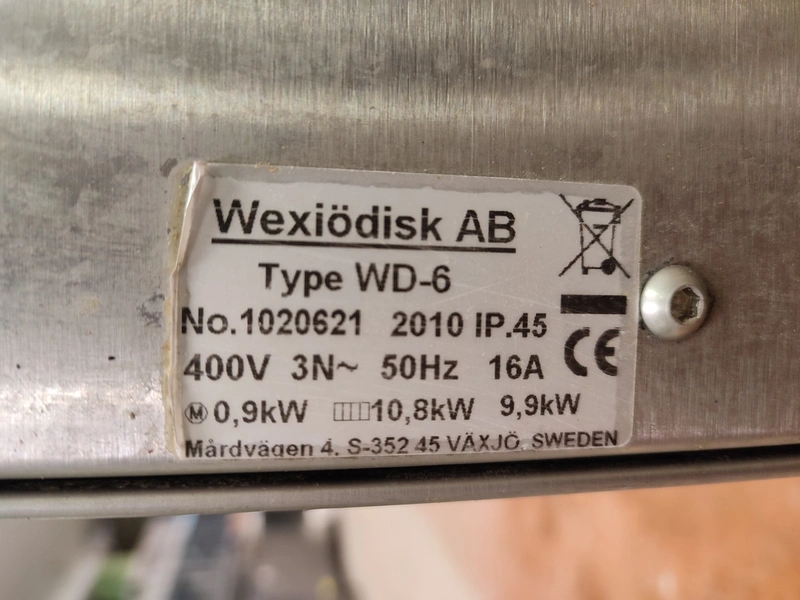 Wexiödisk AB
Type WD-6
No.1020621 2010 IP.45
400V 3N~ 50Hz 16A
M 0,9kW 10,8kW 9,9kW
Mårdvägen 4. S-352 45 VÄXJÖ, SWEDEN
CE